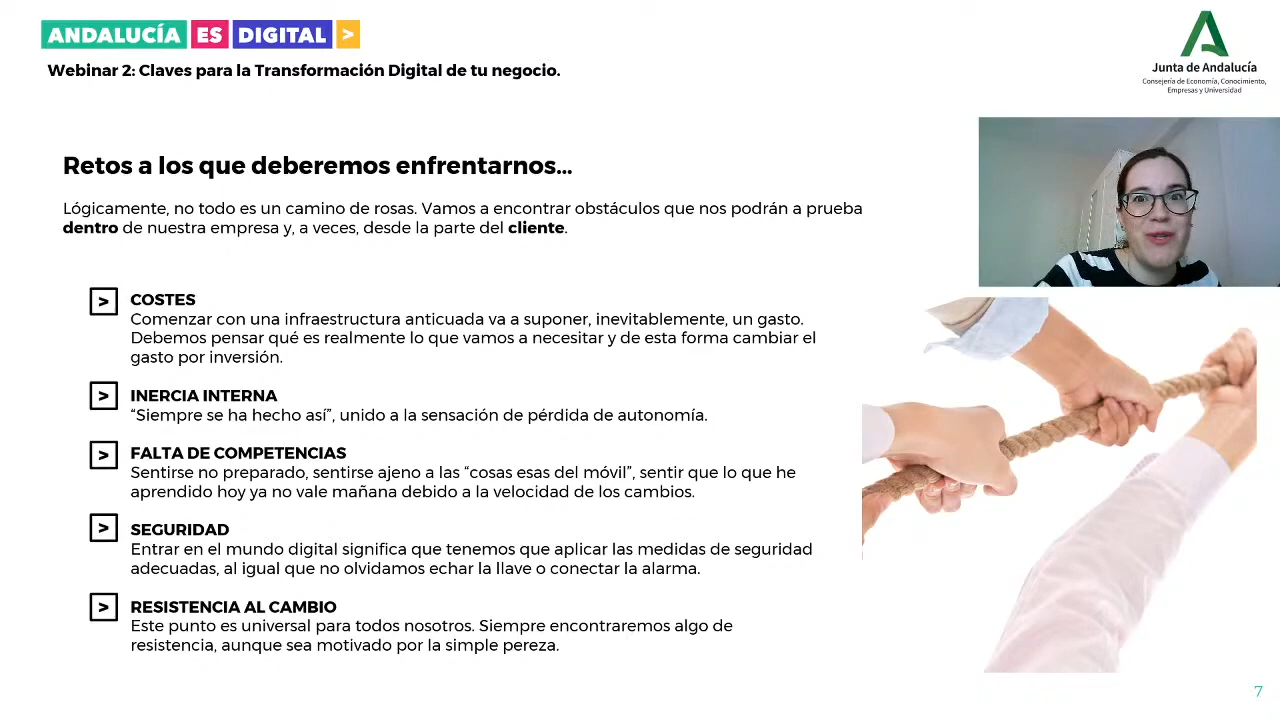 ANDALUCÍA ES DIGITAL >
Webinar 2: Claves para la Transformación Digital de tu negocio.
Junta de Andalucía
Consejería de Economía, Conocimiento,
Empresas y Universidad
Retos a los que deberemos enfrentarnos...
Lógicamente, no todo es un camino de rosas. Vamos a encontrar obstáculos que nos podrán a prueba
dentro de nuestra empresa y, a veces, desde la parte del cliente.
> COSTES
Comenzar con una infraestructura anticuada va a suponer, inevitablemente, un gasto.
Debemos pensar qué es realmente lo que vamos a necesitar y de esta forma cambiar el
gasto por inversión.
> INERCIA INTERNA
“Siempre se ha hecho así”, unido a la sensación de pérdida de autonomía.
> FALTA DE COMPETENCIAS
Sentirse no preparado, sentirse ajeno a las “cosas esas del móvil”, sentir que lo que he
aprendido hoy ya no vale mañana debido a la velocidad de los cambios.
> SEGURIDAD
Entrar en el mundo digital significa que tenemos que aplicar las medidas de seguridad
adecuadas, al igual que no olvidamos echar la llave o conectar la alarma.
> RESISTENCIA AL CAMBIO
Este punto es universal para todos nosotros. Siempre encontraremos algo de
resistencia, aunque sea motivado por la simple pereza.
7